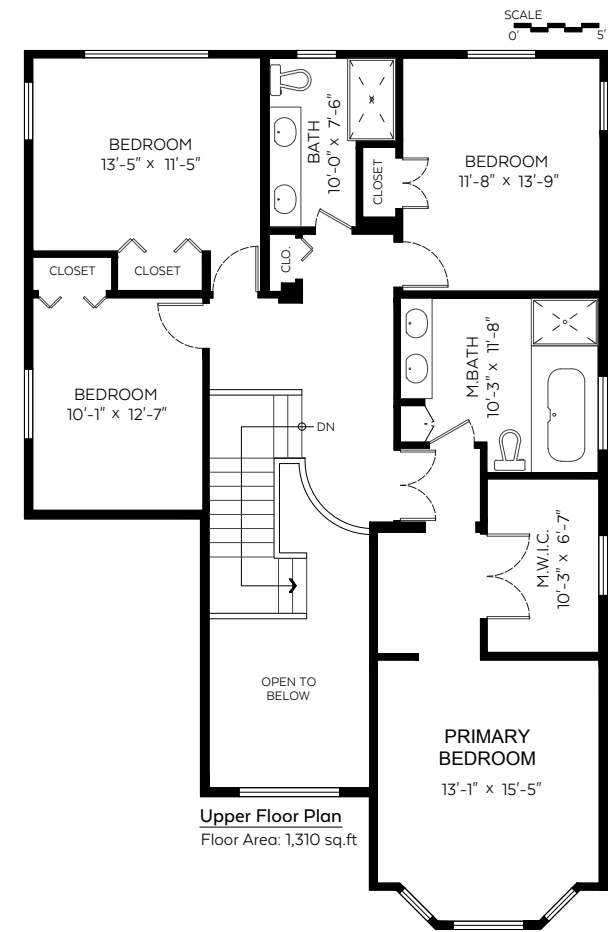 SCALE
0' 5'
BEDROOM
13'-5" x 11'-5"
BATH
10'-0" x 7'-6"
CLOSET
BEDROOM
11'-8" x 13'-9"
CLOSET
CLOSET
CLO.
BEDROOM
10'-1" x 12'-7"
M.BATH
10'-3" x 11'-8"
DN
M.W.I.C.
10'-3" x 6'-7"
OPEN TO
BELOW
PRIMARY
BEDROOM
13'-1" x 15'-5"
Upper Floor Plan
Floor Area: 1,310 sq.ft